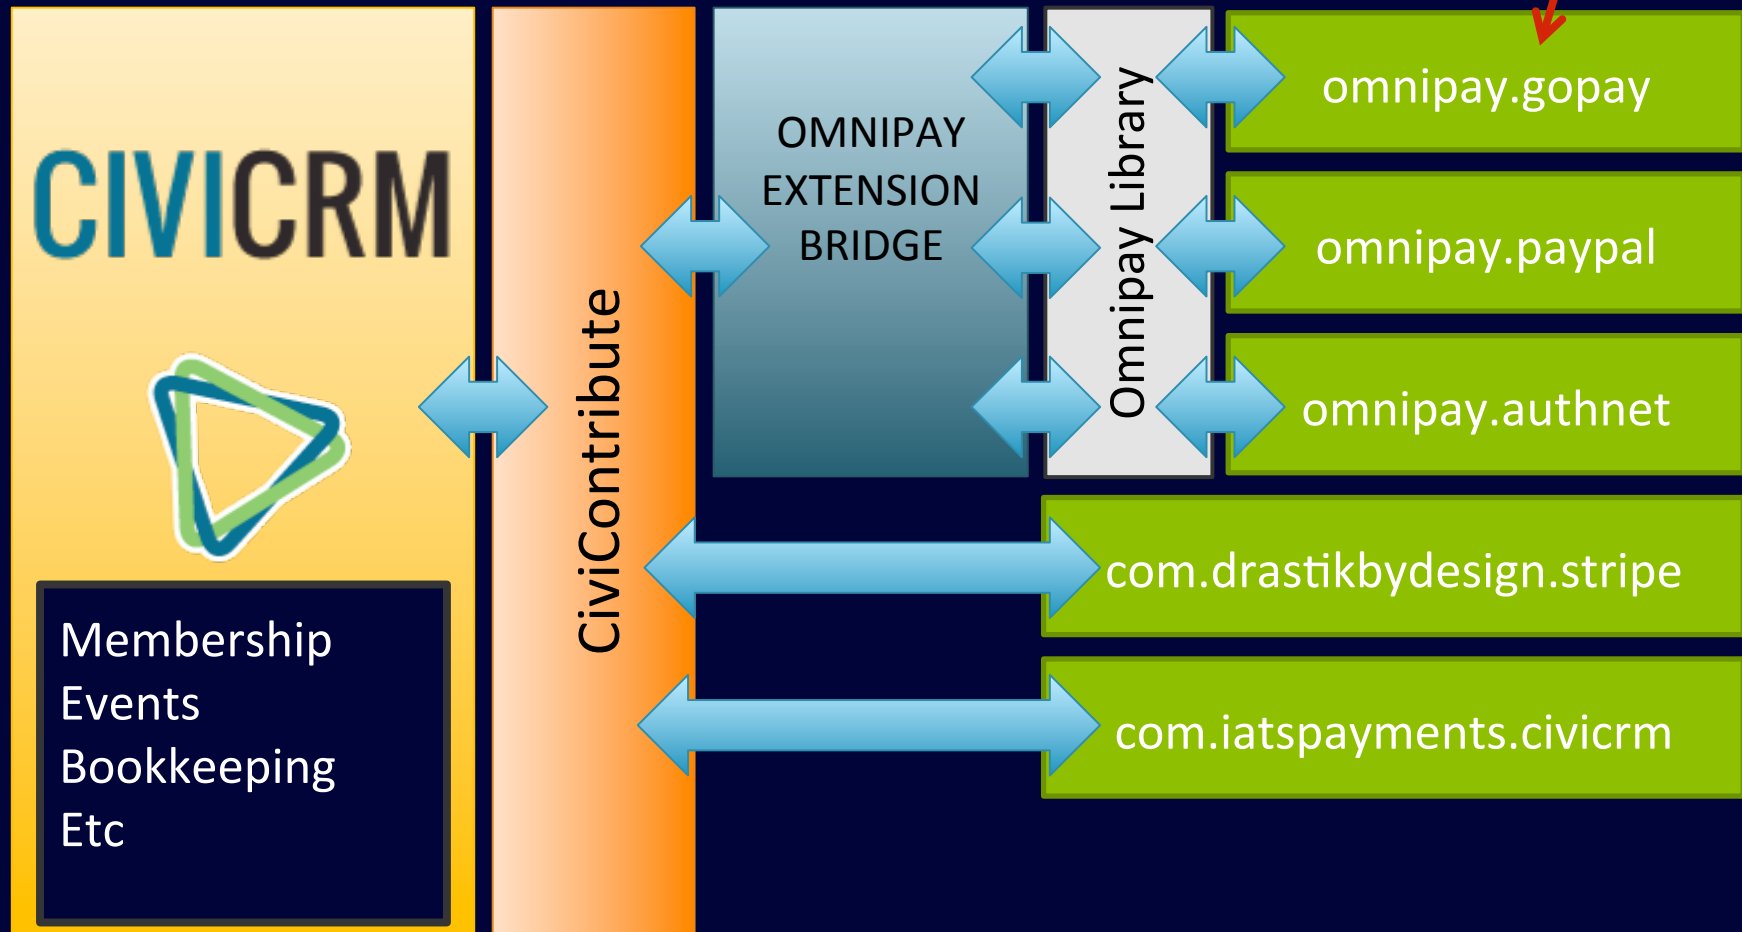 CIVICRM
Membership
Events
Bookkeeping
Etc
CiviContribute
OMNIPAY
EXTENSION
BRIDGE
Omnipay Library
omnipay.gopay
omnipay.paypal
omnipay.authnet
com.drastikbydesign.stripe
com.iatspayments.civicrm